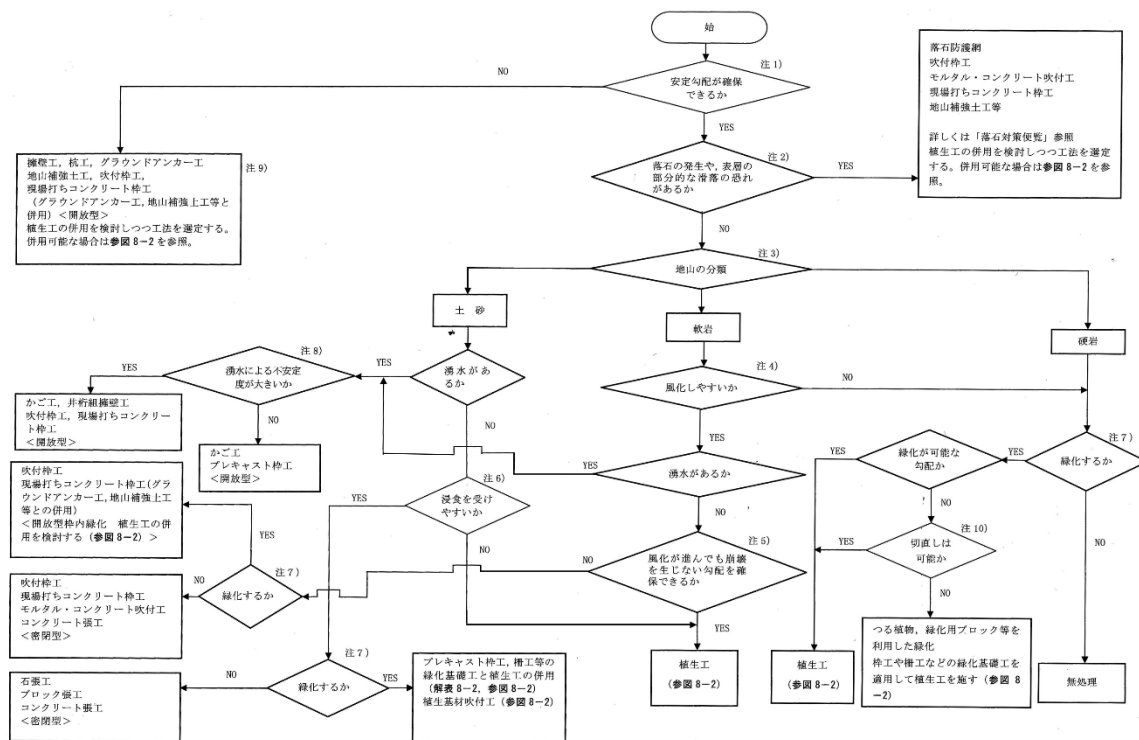 始
注 1)
安定勾配が確保
できるか
NO
YES
落石防護網
吹付枠工
モルタル・コンクリート吹付工
現場打ちコンクリート枠工
地山補強土工等
詳しくは「落石対策便覧」参照
植生工の併用を検討しつつ工法を選定
する。併用可能な場合は参図 8－2 を参
照。
注 9)
擁壁工，杭工，グラウンドアンカー工
地山補強土工，吹付枠工，
現場打ちコンクリート枠工
（グラウンドアンカー工，地山補強土工等と
併用）＜開放型＞
植生工の併用を検討しつつ工法を選定する。
併用可能な場合は参図 8－2 を参照。
注 2)
落石の発生や，表層の
部分的な滑落の恐れ
があるか
YES
NO
注 3)
地山の分類
土 砂
軟岩
硬岩
注 8)
湧水による不安定
度が大きいか
YES
NO
湧水があ
るか
YES
NO
注 4)
風化しやすいか
NO
YES
かご工，井桁組擁壁工
吹付枠工，現場打ちコンクリー
ト枠工
＜開放型＞
かご工
プレキャスト枠工
＜開放型＞
湧水があるか
YES
NO
緑化が可能な
勾配か
YES
NO
注 7)
緑化するか
YES
NO
吹付枠工
現場打ちコンクリート枠工(グラ
ウンドアンカー工,地山補強土工
等との併用)
＜開放型枠内緑化　植生工の併
用を検討する（参図 8－2）＞
注 6)
浸食を受け
やすいか
YES
NO
注 5)
風化が進んでも崩壊
を生じない勾配を確
保できるか
NO
YES
注 10)
切直しは
可能か
YES
NO
YES
注 7)
緑化するか
NO
吹付枠工
現場打ちコンクリート枠工
モルタル・コンクリート吹付工
コンクリート張工
＜密閉型＞
注 7)
緑化するか
NO
YES
石張工
ブロック張工
コンクリート張工
＜密閉型＞
プレキャスト枠工，柵工等の
緑化基礎工と植生工の併用
（解表 8－2，参図 8－2）
植生基材吹付工（参図 8－2）
植生工
（参図 8－2）
植生工
（参図 8－2）
つる植物，緑化用ブロック等を
利用した緑化
枠工や柵工などの緑化基礎工を
適用して植生工を施す（参図 8
－2）
無処理